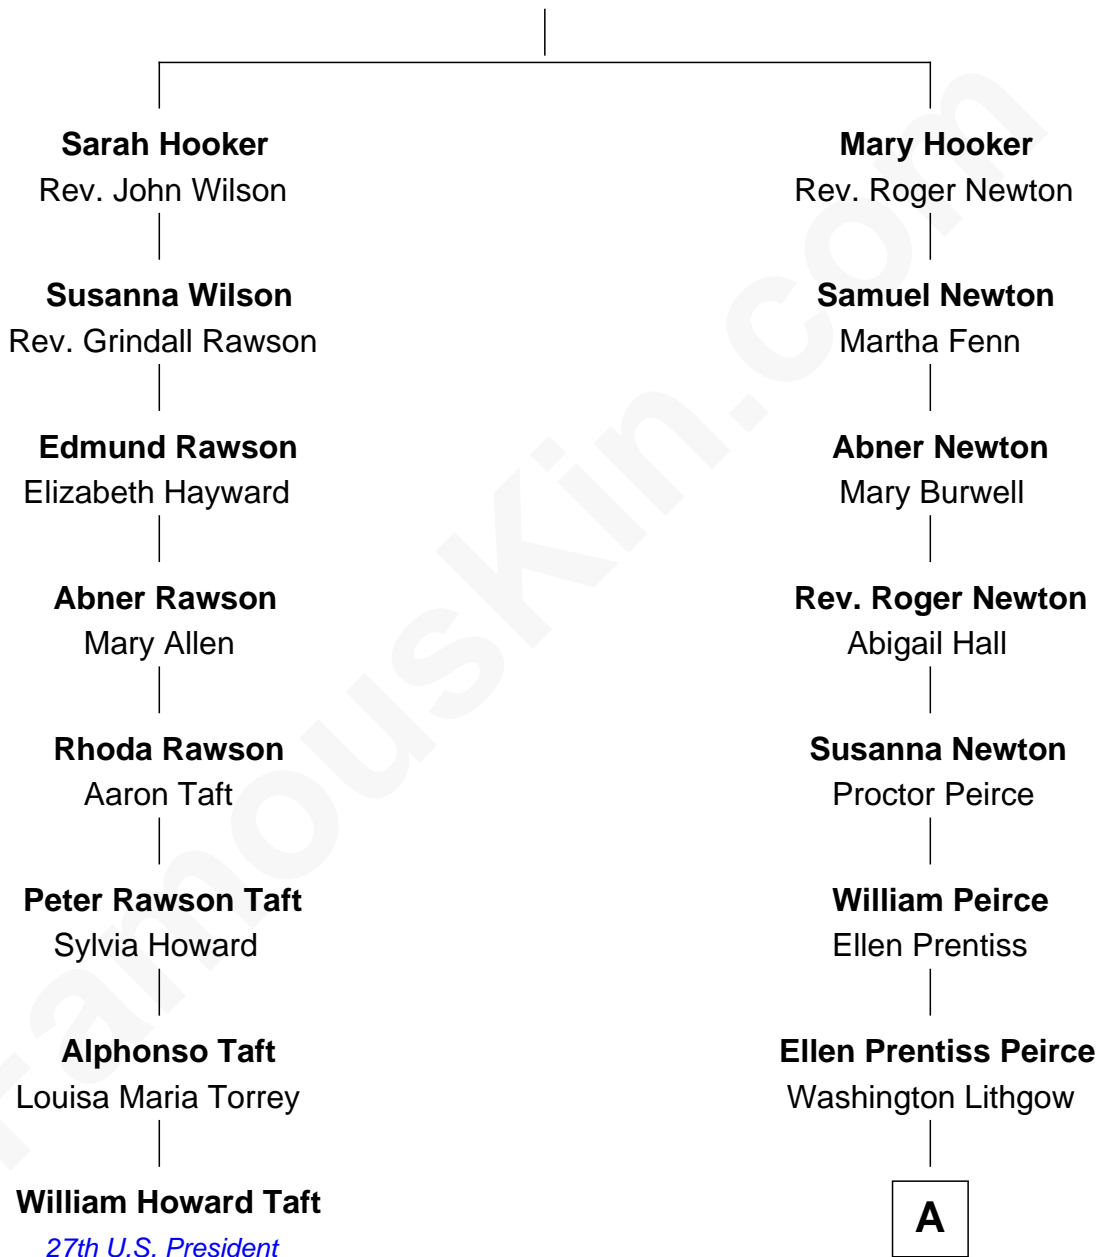 Sarah Hooker
Rev. John Wilson
Susanna Wilson
Rev. Grindall Rawson
Edmund Rawson
Elizabeth Hayward
Abner Rawson
Mary Allen
Rhoda Rawson
Aaron Taft
Peter Rawson Taft
Sylvia Howard
Alphonso Taft
Louisa Maria Torrey
William Howard Taft
27th U.S. President
Mary Hooker
Rev. Roger Newton
Samuel Newton
Martha Fenn
Abner Newton
Mary Burwell
Rev. Roger Newton
Abigail Hall
Susanna Newton
Proctor Peirce
William Peirce
Ellen Prentiss
Ellen Prentiss Peirce
Washington Lithgow
A
FamousKin.com